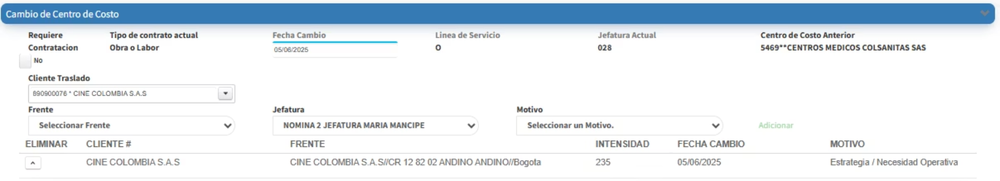 Cambio de Centro de Costo
Requiere Contratacion
Tipo de contrato actual
Fecha Cambio
Linea de Servicio
Jefatura Actual
Centro de Costo Anterior
Obra o Labor
05/06/2025
O
028
5469**CENTROS MEDICOS COLSANITAS SAS
No
Cliente Traslado
890900076 * CINE COLOMBIA S.A.S
Frente
Jefatura
Motivo
Seleccionar Frente
NOMINA 2 JEFATURA MARIA MANCIPE
Seleccionar un Motivo.
Adicionar
ELIMINAR CLIENTE # FRENTE INTENSIDAD FECHA CAMBIO MOTIVO
CINE COLOMBIA S.A.S CINE COLOMBIA S.A.S//CR 12 82 02 ANDINO ANDINO//Bogota 235 05/06/2025 Estrategia / Necesidad Operativa